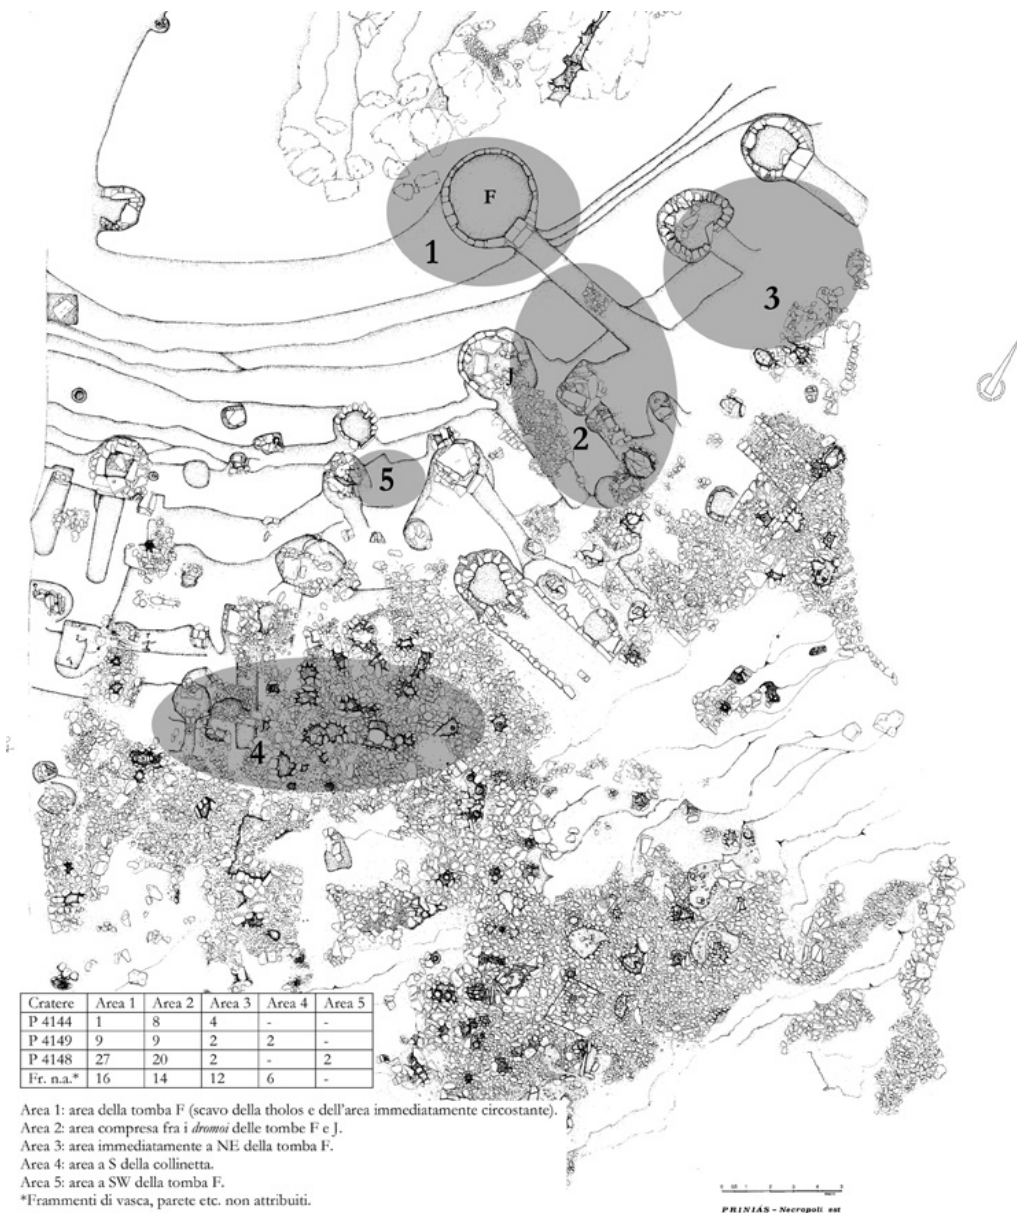 F
1
3
J
2
5
4
Cratere Area 1 Area 2 Area 3 Area 4 Area 5
P 4144 1 8 4 - -
P 4149 9 9 2 2 -
P 4148 27 20 2 - 2
Fr. n.a.* 16 14 12 6 -
Area 1: area della tomba F (scavo della tholos e dell'area immediatamente circostante).
Area 2: area compresa fra i dromoi delle tombe F e J.
Area 3: area immediatamente a NE della tomba F.
Area 4: area a S della collinetta.
Area 5: area a SW della tomba F.
*Frammenti di vasca, parete etc. non attribuiti.
PRINIÀS - Necropoli est